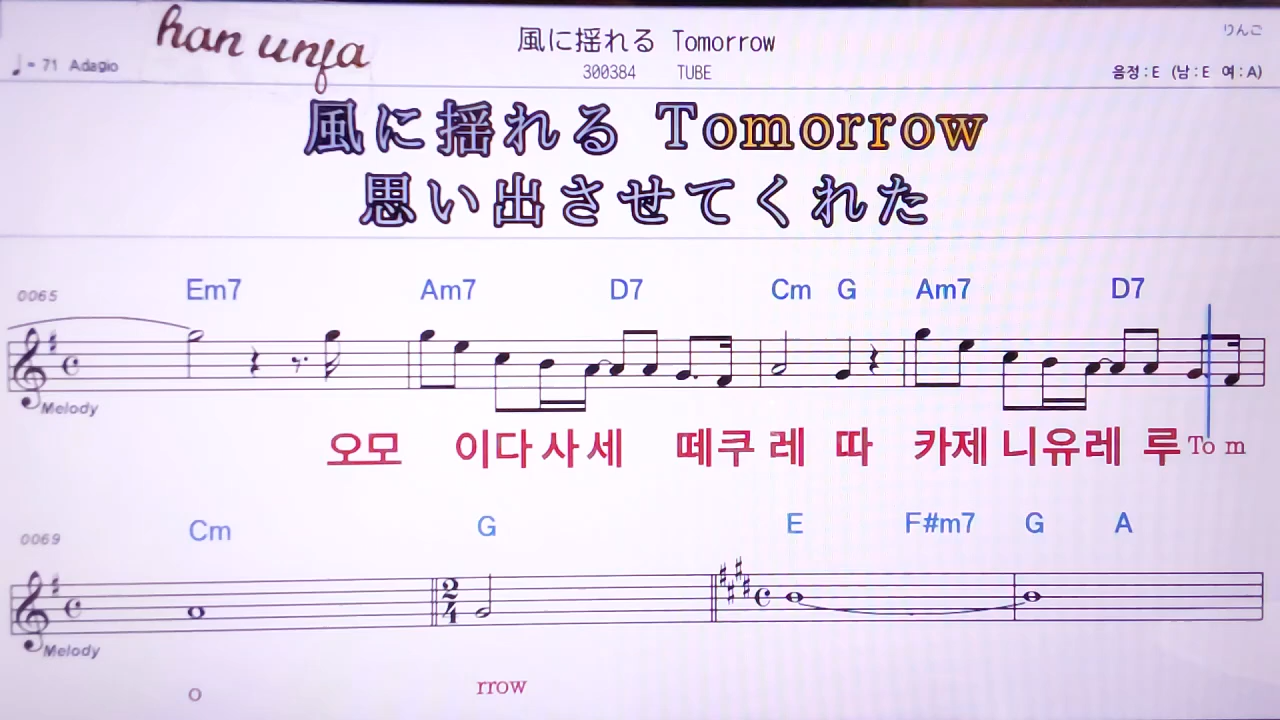 han unfa
風に揺れる Tomorrow
りんご
♩= 71 Adagio
300384 TUBE
음정 : E (남 : E 여 : A)
風に揺れる Tomorrow
思い出させてくれた
0065 Em7 Am7 D7 Cm G Am7 D7
Melody
오모 이다사세 떼쿠 레 따 카제 니유레 루 To m
0069 Cm G E F#m7 G A
2
4
Melody
o rrow